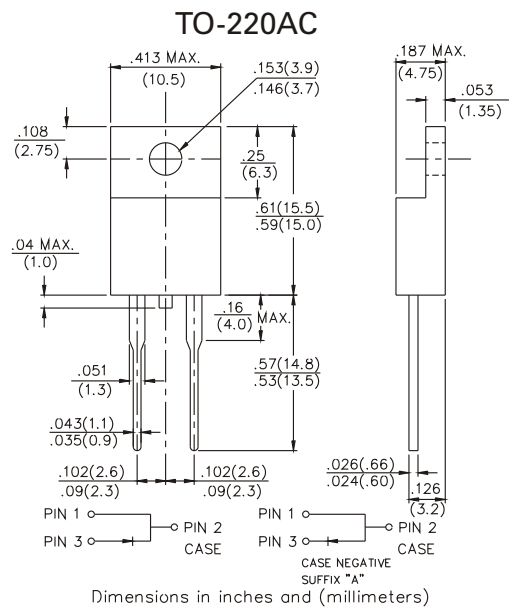 TO-220AC
.413 MAX.
(10.5)
.153(3.9)
.146(3.7)
.187 MAX.
(4.75)
.053
(1.35)
.108
(2.75)
.25
(6.3)
.61(15.5)
.59(15.0)
.04 MAX.
(1.0)
.16
(4.0)
MAX.
.051
(1.3)
.57(14.8)
.53(13.5)
.043(1.1)
.035(0.9)
.102(2.6)
.09(2.3)
.102(2.6)
.09(2.3)
.026(.66)
.024(.60)
.126
(3.2)
PIN 1
PIN 2
PIN 3
CASE
PIN 1
PIN 2
PIN 3
CASE
CASE NEGATIVE
SUFFIX "A"
Dimensions in inches and (millimeters)